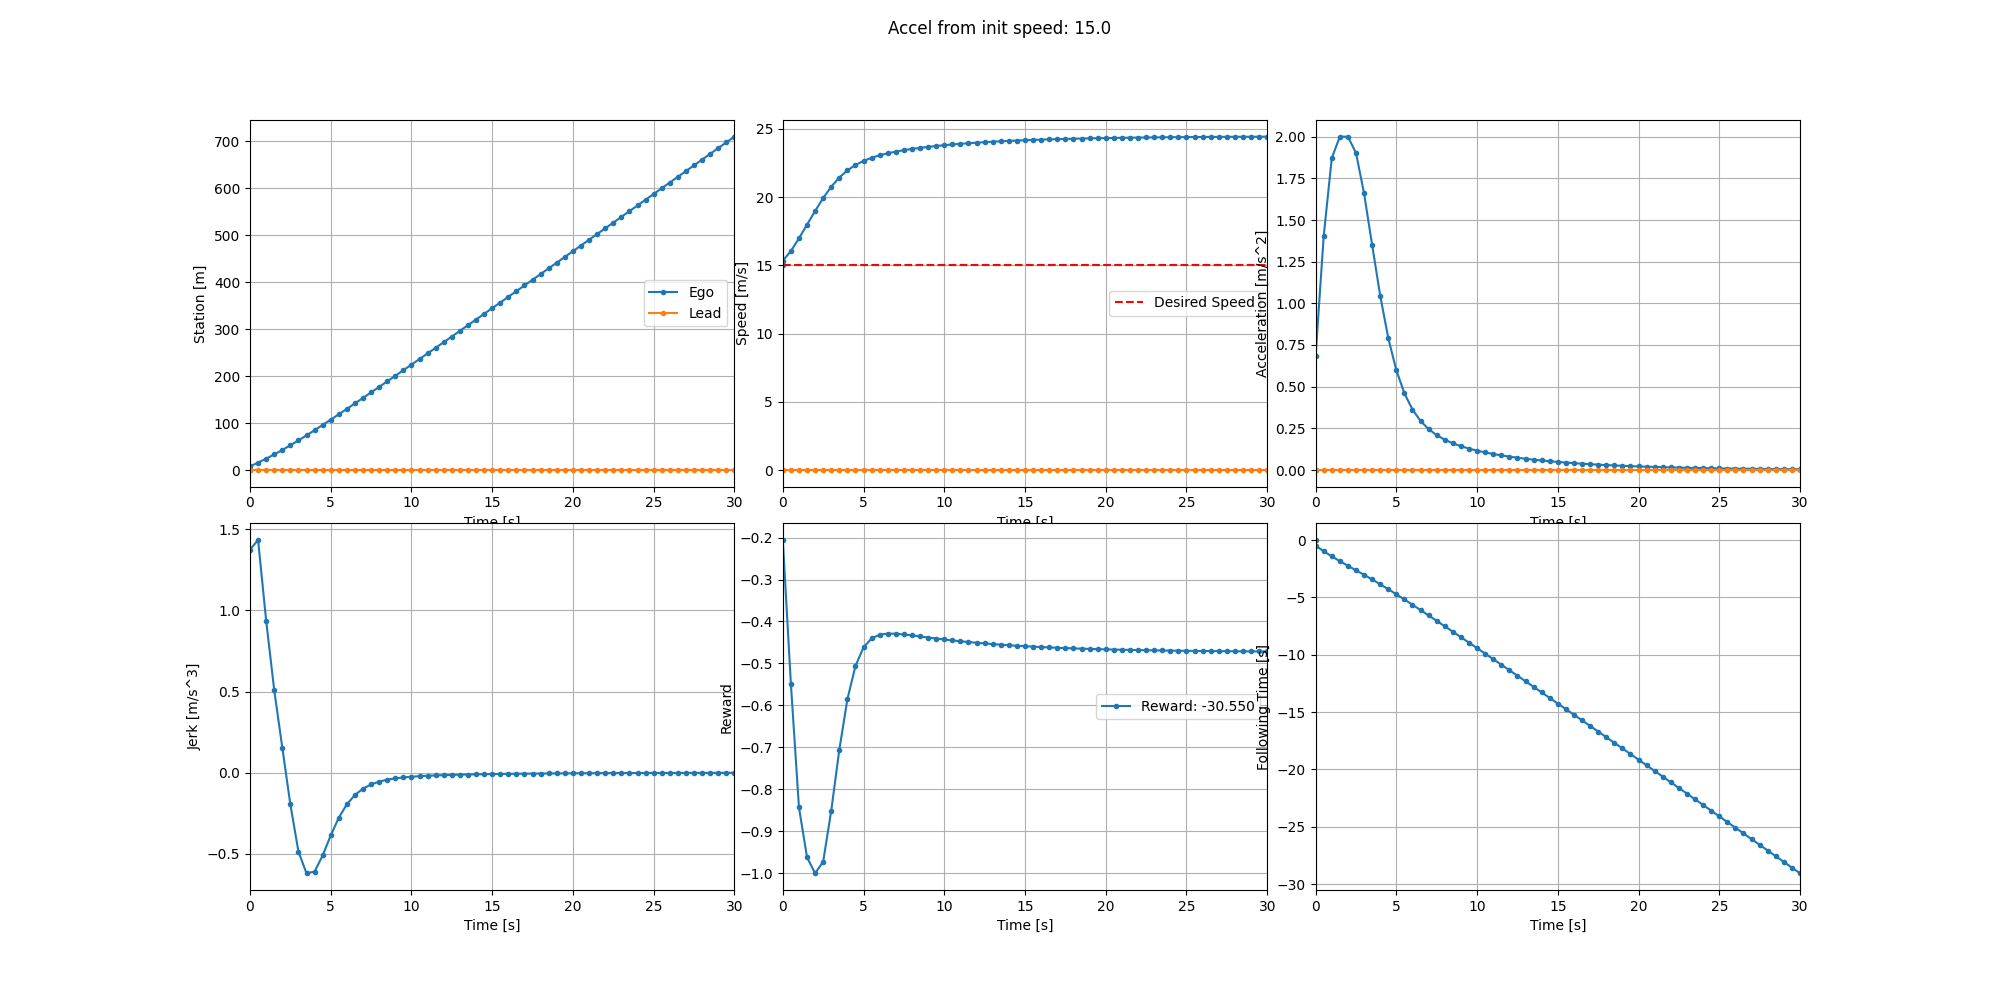 Accel from init speed: 15.0
Station [m]
700
600
500
400
300
200
100
0
0 5 10 15 20 25 30
Time [s]
Ego
Lead
Speed [m/s]
25
20
15
10
5
0
0 5 10 15 20 25 30
Time [s]
Desired Speed
Acceleration [m/s^2]
2.00
1.75
1.50
1.25
1.00
0.75
0.50
0.25
0.00
0 5 10 15 20 25 30
Time [s]
Jerk [m/s^3]
1.5
1.0
0.5
0.0
−0.5
0 5 10 15 20 25 30
Time [s]
Reward
−0.2
−0.3
−0.4
−0.5
−0.6
−0.7
−0.8
−0.9
−1.0
0 5 10 15 20 25 30
Time [s]
Reward: -30.550
Following Time [s]
0
−5
−10
−15
−20
−25
−30
0 5 10 15 20 25 30
Time [s]